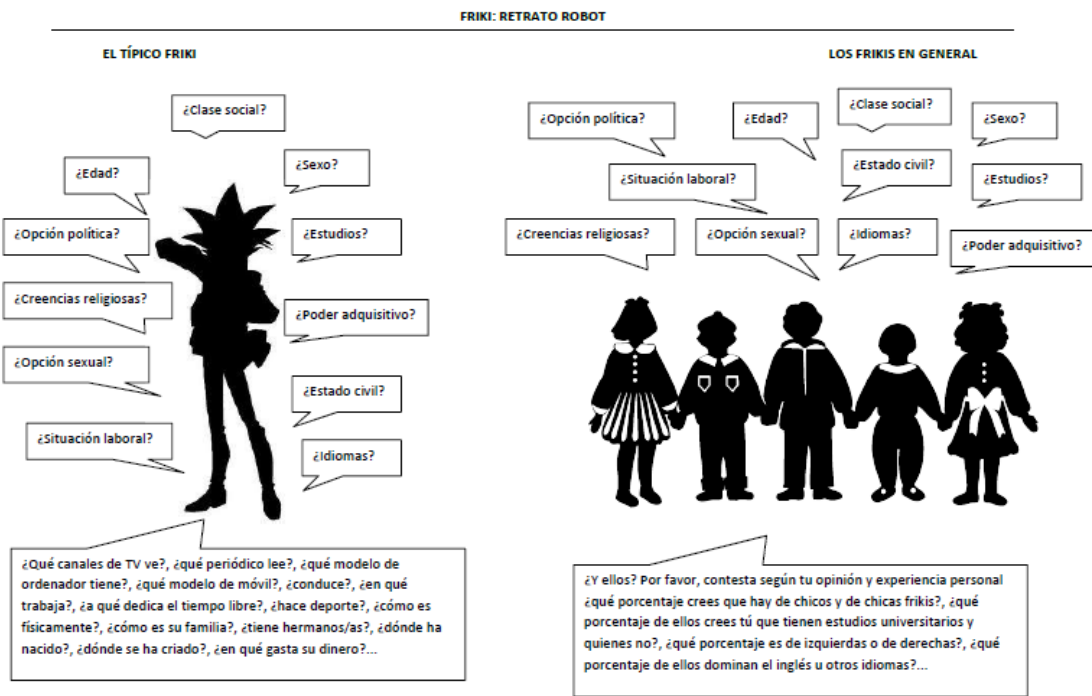 FRIKI: RETRATO ROBOT
EL TÍPICO FRIKI
¿Clase social?
¿Edad?
¿Sexo?
¿Opción política?
¿Estudios?
¿Creencias religiosas?
¿Poder adquisitivo?
¿Opción sexual?
¿Estado civil?
¿Situación laboral?
¿Idiomas?
¿Qué canales de TV ve?, ¿qué periódico lee?, ¿qué modelo de
ordenador tiene?, ¿qué modelo de móvil?, ¿conduce?, ¿en qué
trabaja?, ¿a qué dedica el tiempo libre?, ¿hace deporte?, ¿cómo es
físicamente?, ¿cómo es su familia?, ¿tiene hermanos/as?, ¿dónde ha
nacido?, ¿dónde se ha criado?, ¿en qué gasta su dinero?...
LOS FRIKIS EN GENERAL
¿Clase social?
¿Opción política?
¿Edad?
¿Sexo?
¿Estado civil?
¿Situación laboral?
¿Estudios?
¿Creencias religiosas?
¿Opción sexual?
¿Idiomas?
¿Poder adquisitivo?
¿Y ellos? Por favor, contesta según tu opinión y experiencia personal
¿qué porcentaje crees que hay de chicos y de chicas frikis?, ¿qué
porcentaje de ellos crees tú que tienen estudios universitarios y
quienes no?, ¿qué porcentaje es de izquierdas o de derechas?, ¿qué
porcentaje de ellos dominan el inglés u otros idiomas?...